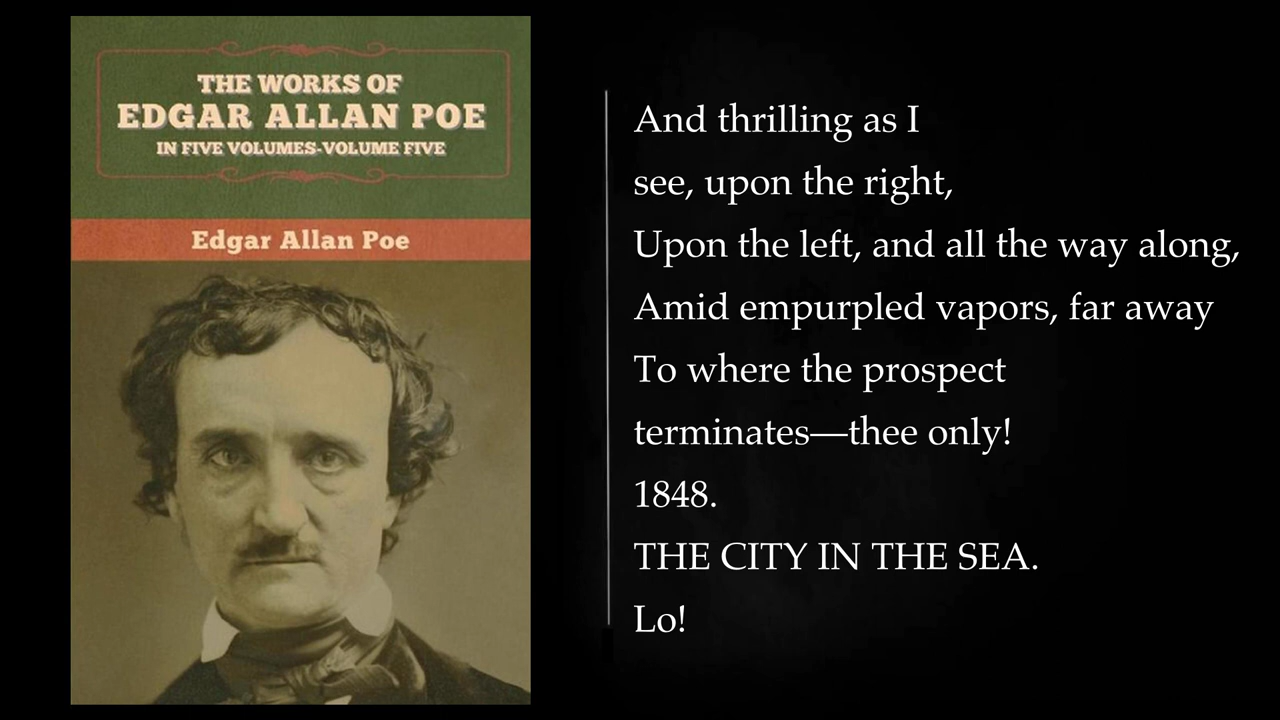 THE WORKS OF
EDGAR ALLAN POE
IN FIVE VOLUMES-VOLUME FIVE
Edgar Allan Poe
And thrilling as I
see, upon the right,
Upon the left, and all the way along,
Amid empurpled vapors, far away
To where the prospect
terminates—thee only!
1848.
THE CITY IN THE SEA.
Lo!